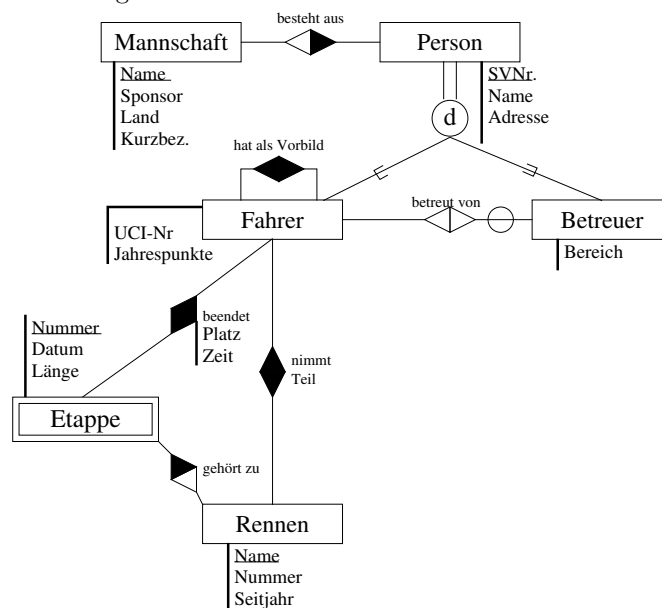 besteht aus
Mannschaft
Person
Name
Sponsor
Land
Kurzbez.
SVNr.
Name
Adresse
d
hat als Vorbild
betreut von
Fahrer
Betreuer
UCI-Nr
Jahrespunkte
Bereich
beendet
Platz
Zeit
Nummer
Datum
Länge
nimmt
Teil
Etappe
gehört zu
Rennen
Name
Nummer
Seitjahr